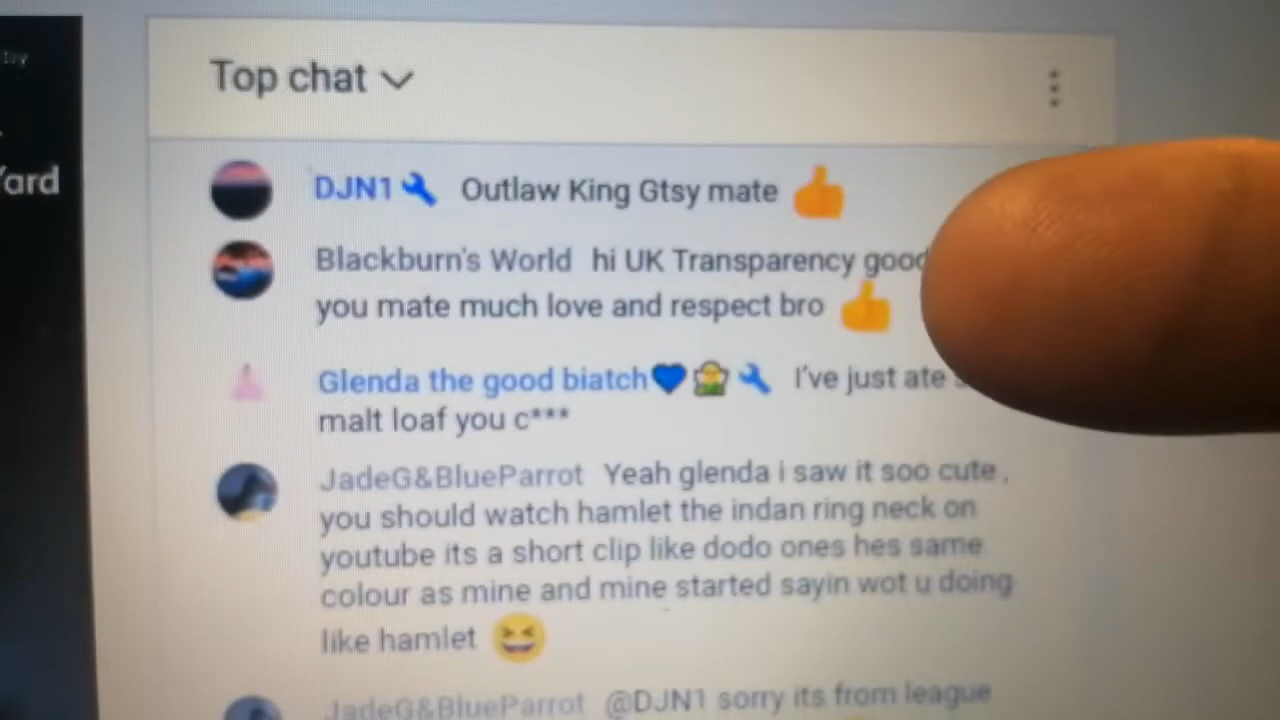 Top chat
DJN1 Outlaw King Gtsy mate 👍
Blackburn's World hi UK Transparency good
you mate much love and respect bro 👍
Glenda the good biatch💙 I've just ate
malt loaf you c***
JadeG&BlueParrot Yeah glenda i saw it soo cute ,
you should watch hamlet the indan ring neck on
youtube its a short clip like dodo ones hes same
colour as mine and mine started sayin wot u doing
like hamlet 😆
JadeG&BlueParrot @DJN1 sorry its from league